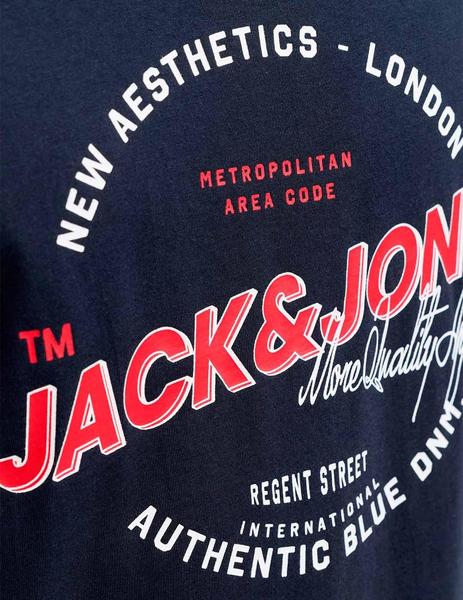 NEW AESTHETICS - LONDON
METROPOLITAN
AREA CODE
TM
JACK&JON
More Quality
REGENT STREET
INTERNATIONAL
AUTHENTIC BLUE DNM